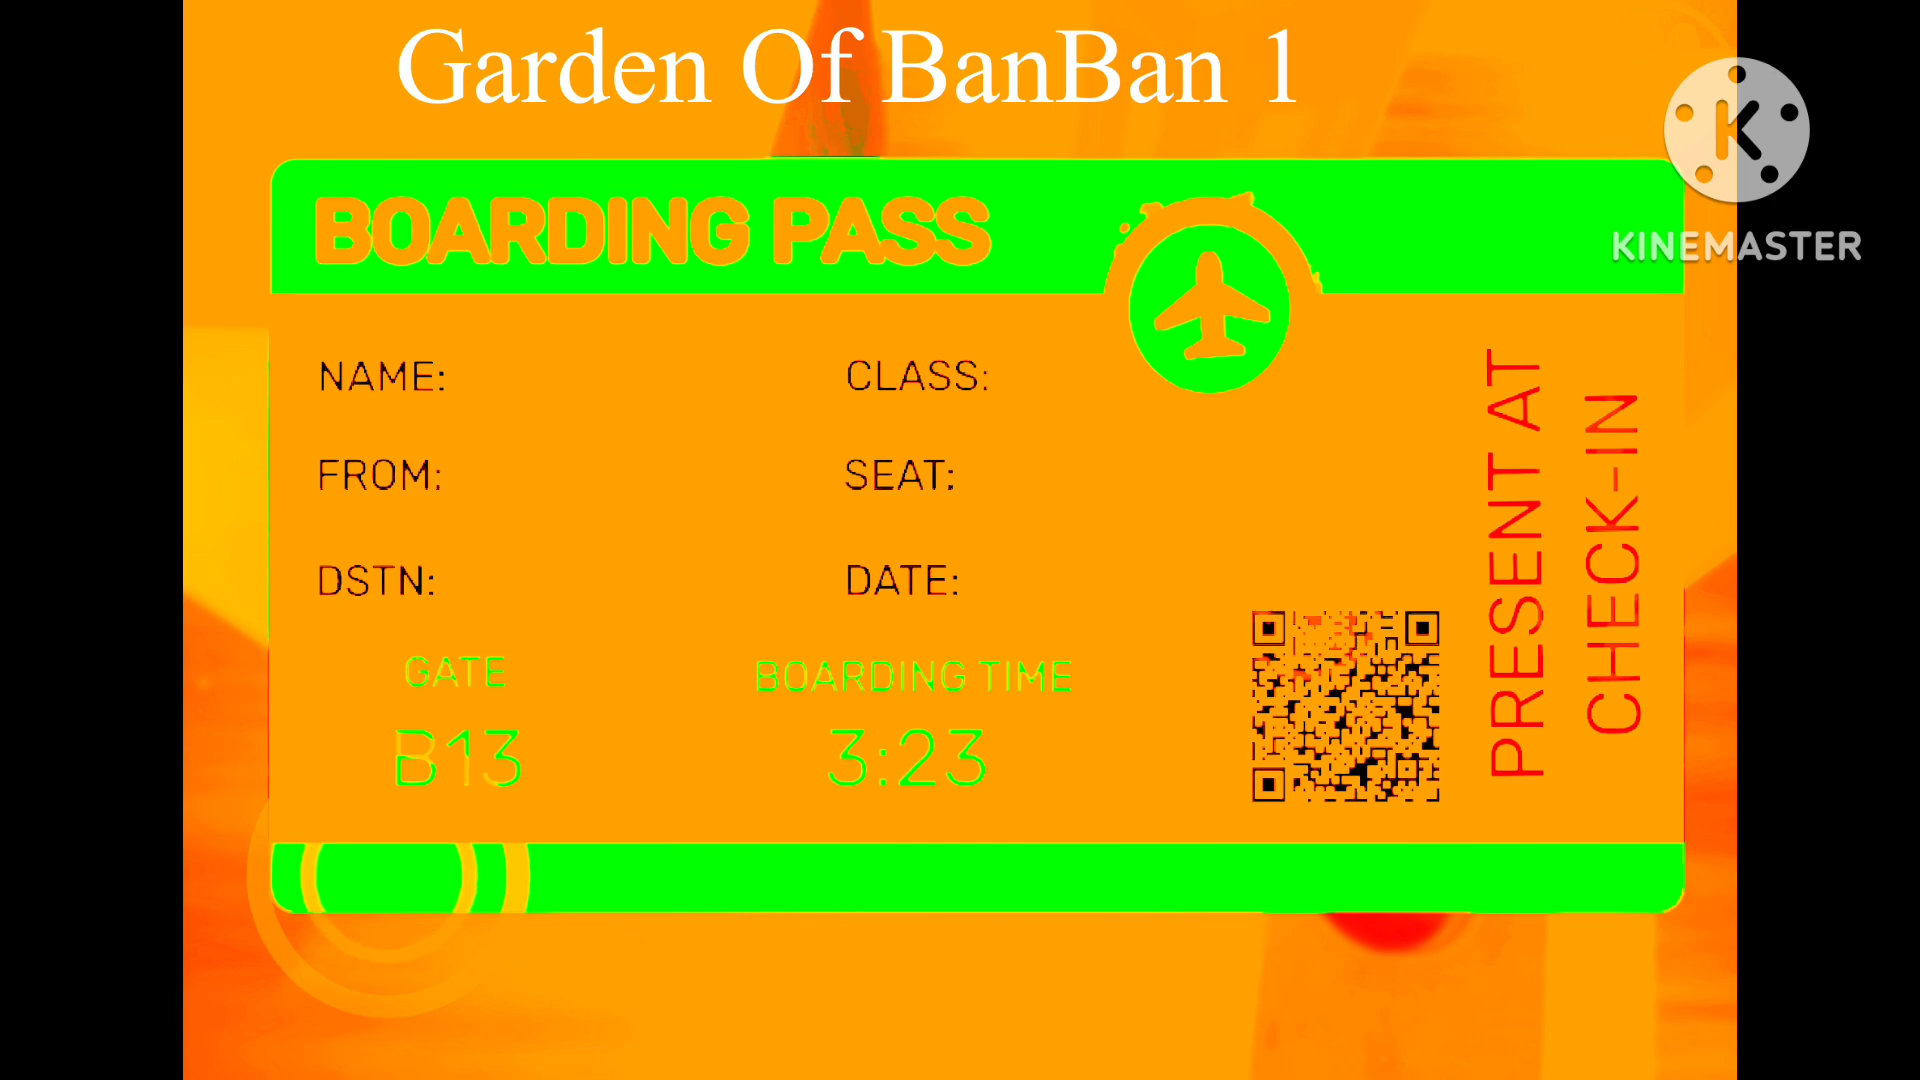 Garden Of BanBan 1
K
KINEMASTER
BOARDING PASS
NAME:
CLASS:
FROM:
SEAT:
DSTN:
DATE:
GATE
BOARDING TIME
B13
3:23
PRESENT AT
CHECK-IN